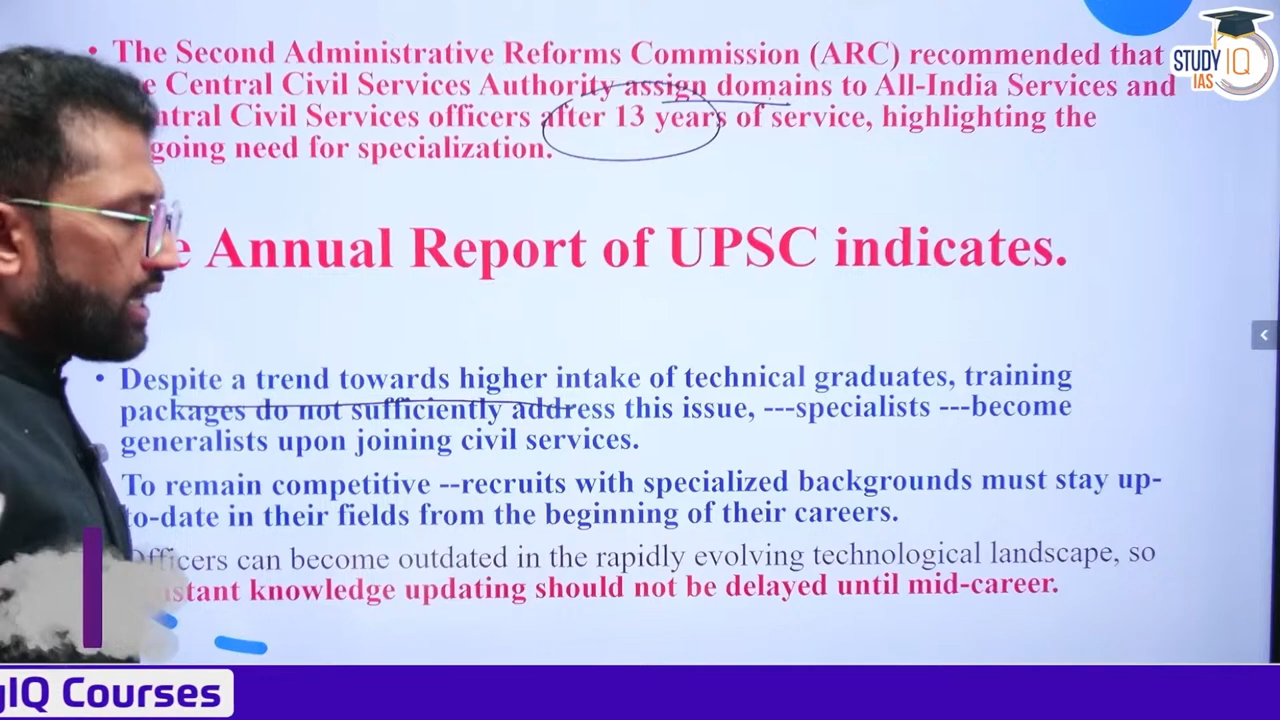 • The Second Administrative Reforms Commission (ARC) recommended that
Central Civil Services Authority assign domains to All-India Services and
Civil Services officers after 13 years of service, highlighting the
need for specialization.
STUDY IQ
IAS
Annual Report of UPSC indicates.
• Despite a trend towards higher intake of technical graduates, training
packages do not sufficiently address this issue, ---specialists ---become
generalists upon joining civil services.
To remain competitive --recruits with specialized backgrounds must stay up-
to-date in their fields from the beginning of their careers.
Officers can become outdated in the rapidly evolving technological landscape, so
knowledge updating should not be delayed until mid-career.
IQ Courses